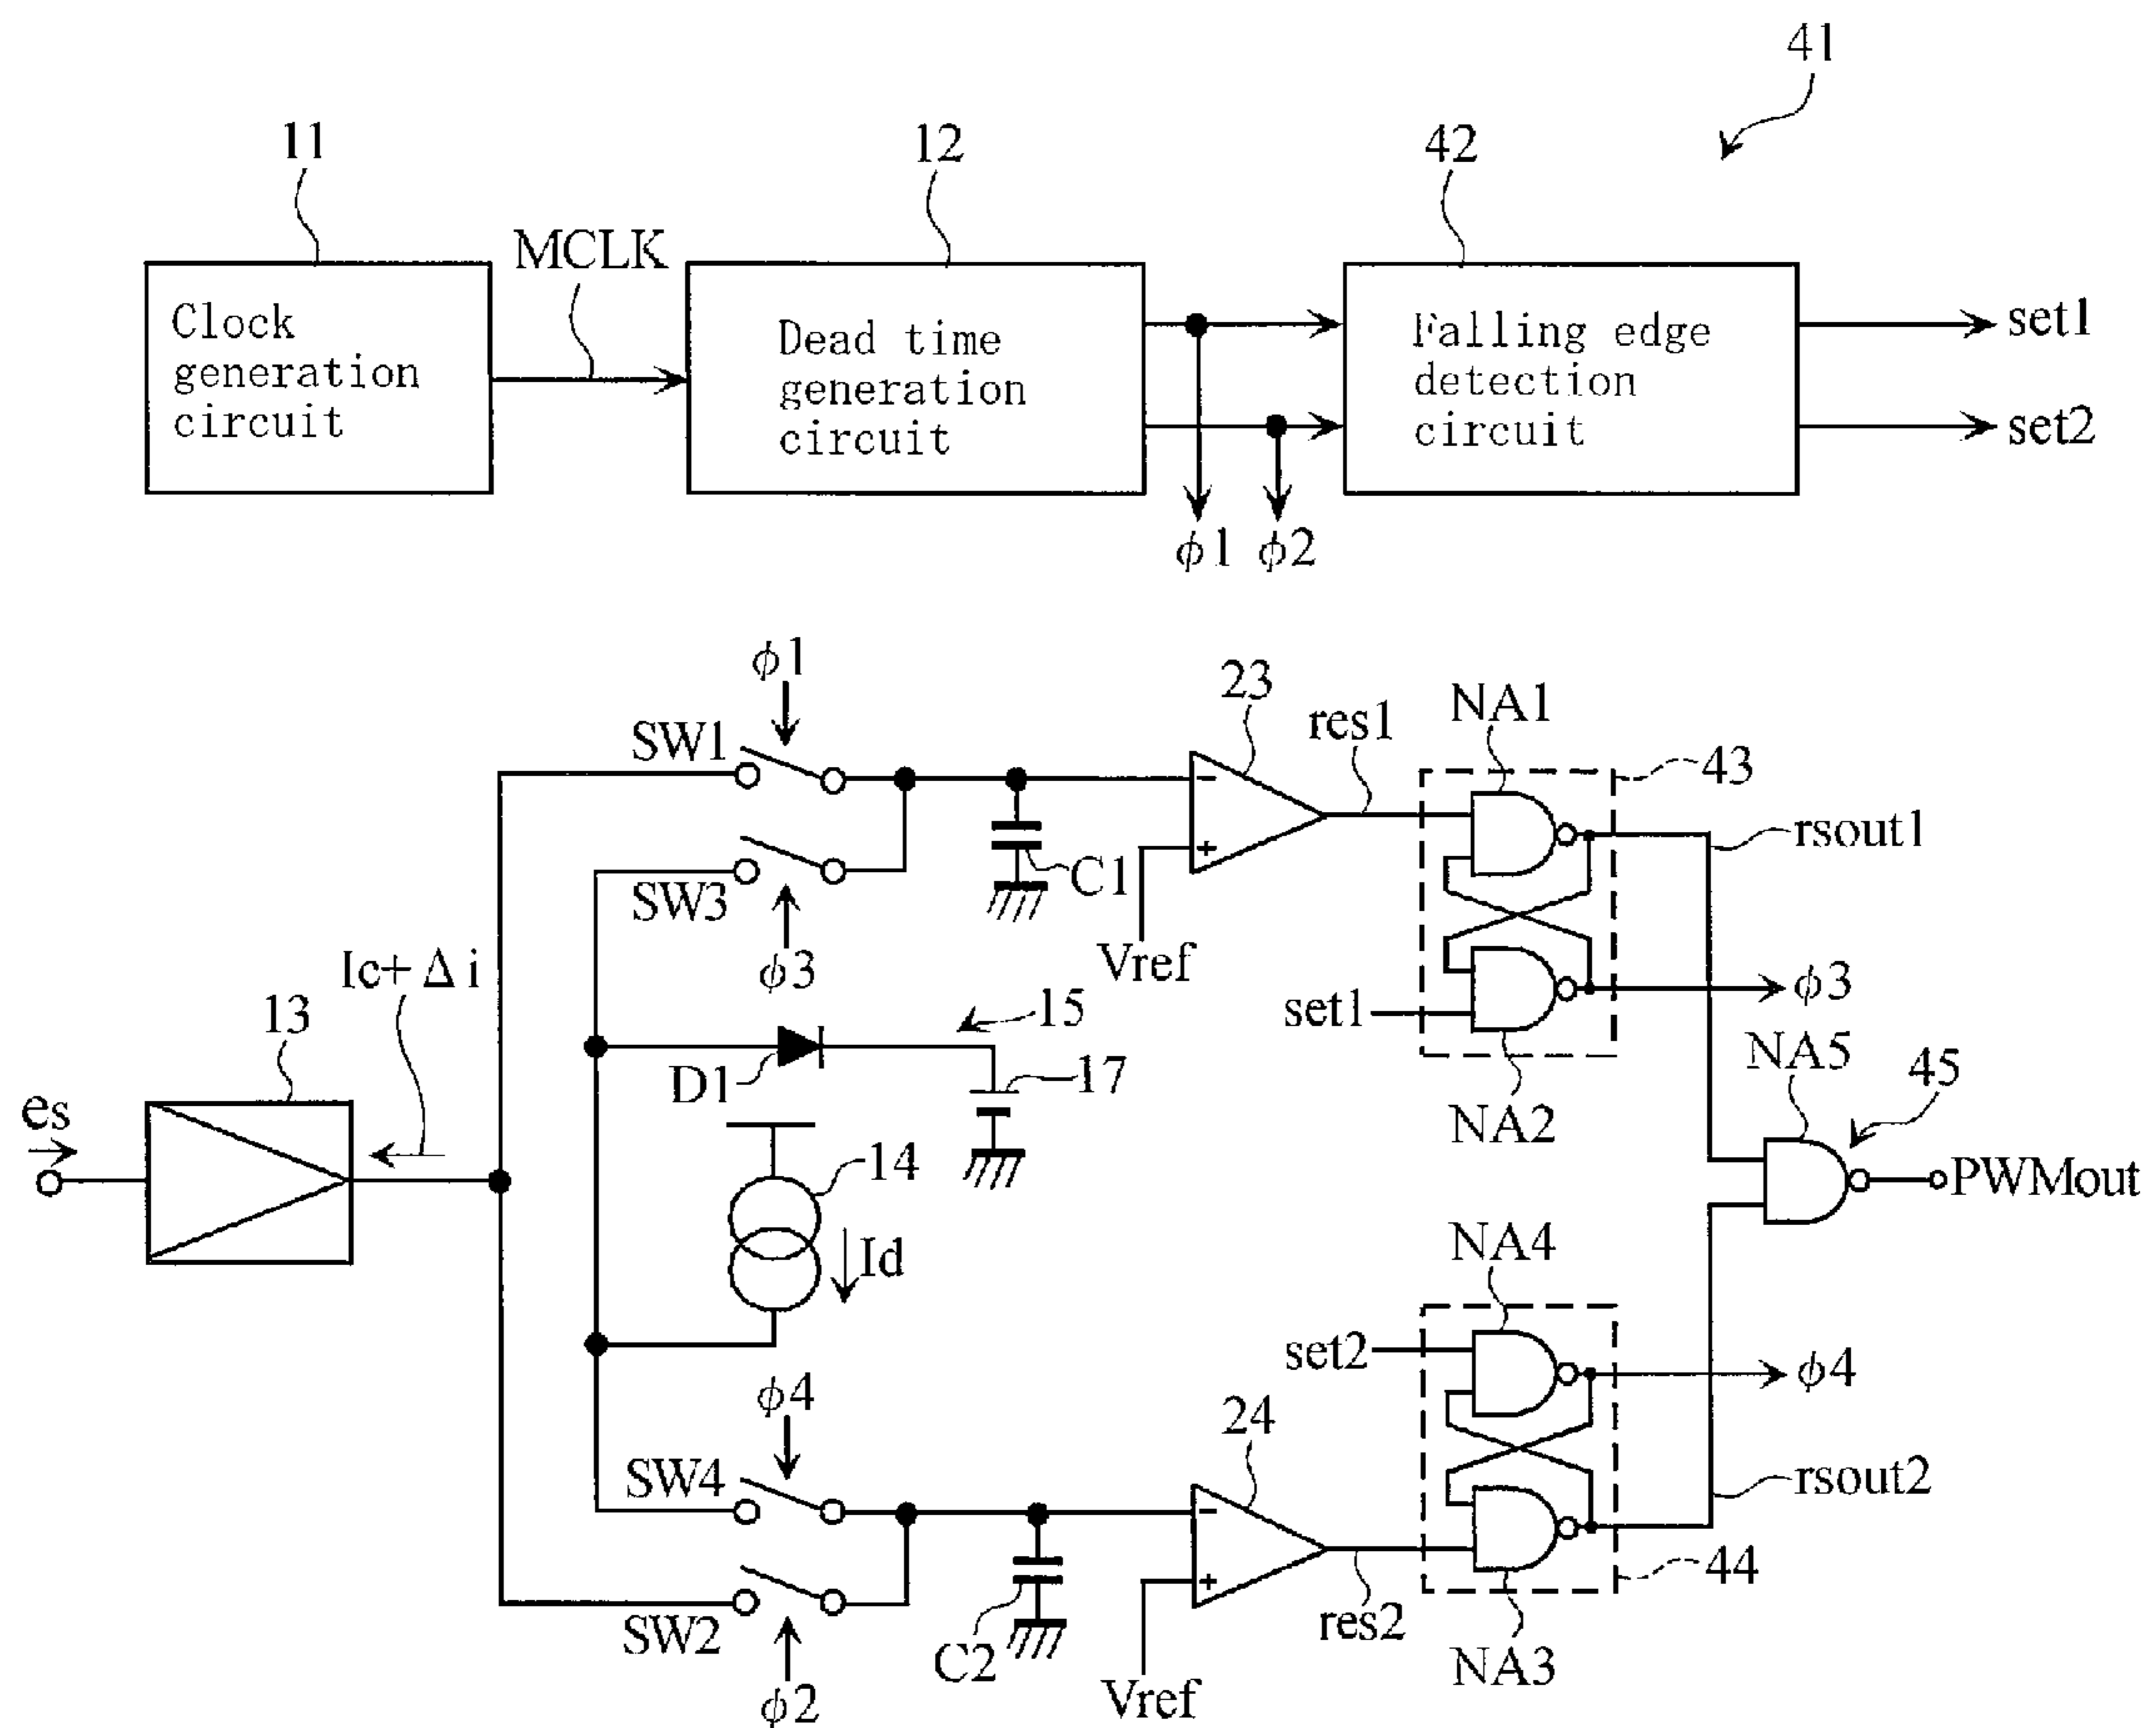 41
11
12
42
MCLK
Clock
generation
circuit
Dead time
generation
circuit
Falling edge
detection
circuit
set1
set2
ϕ1
ϕ2
ϕ1
SW1
SW3
ϕ3
C1
23
-
+
Vref
res1
NA1
43
rsout1
set1
ϕ3
NA2
Ic+Δi
13
es
D1
15
17
14
Id
NA5
45
PWMout
NA4
set2
ϕ4
ϕ4
SW4
SW2
ϕ2
C2
24
-
+
Vref
res2
rsout2
44
NA3